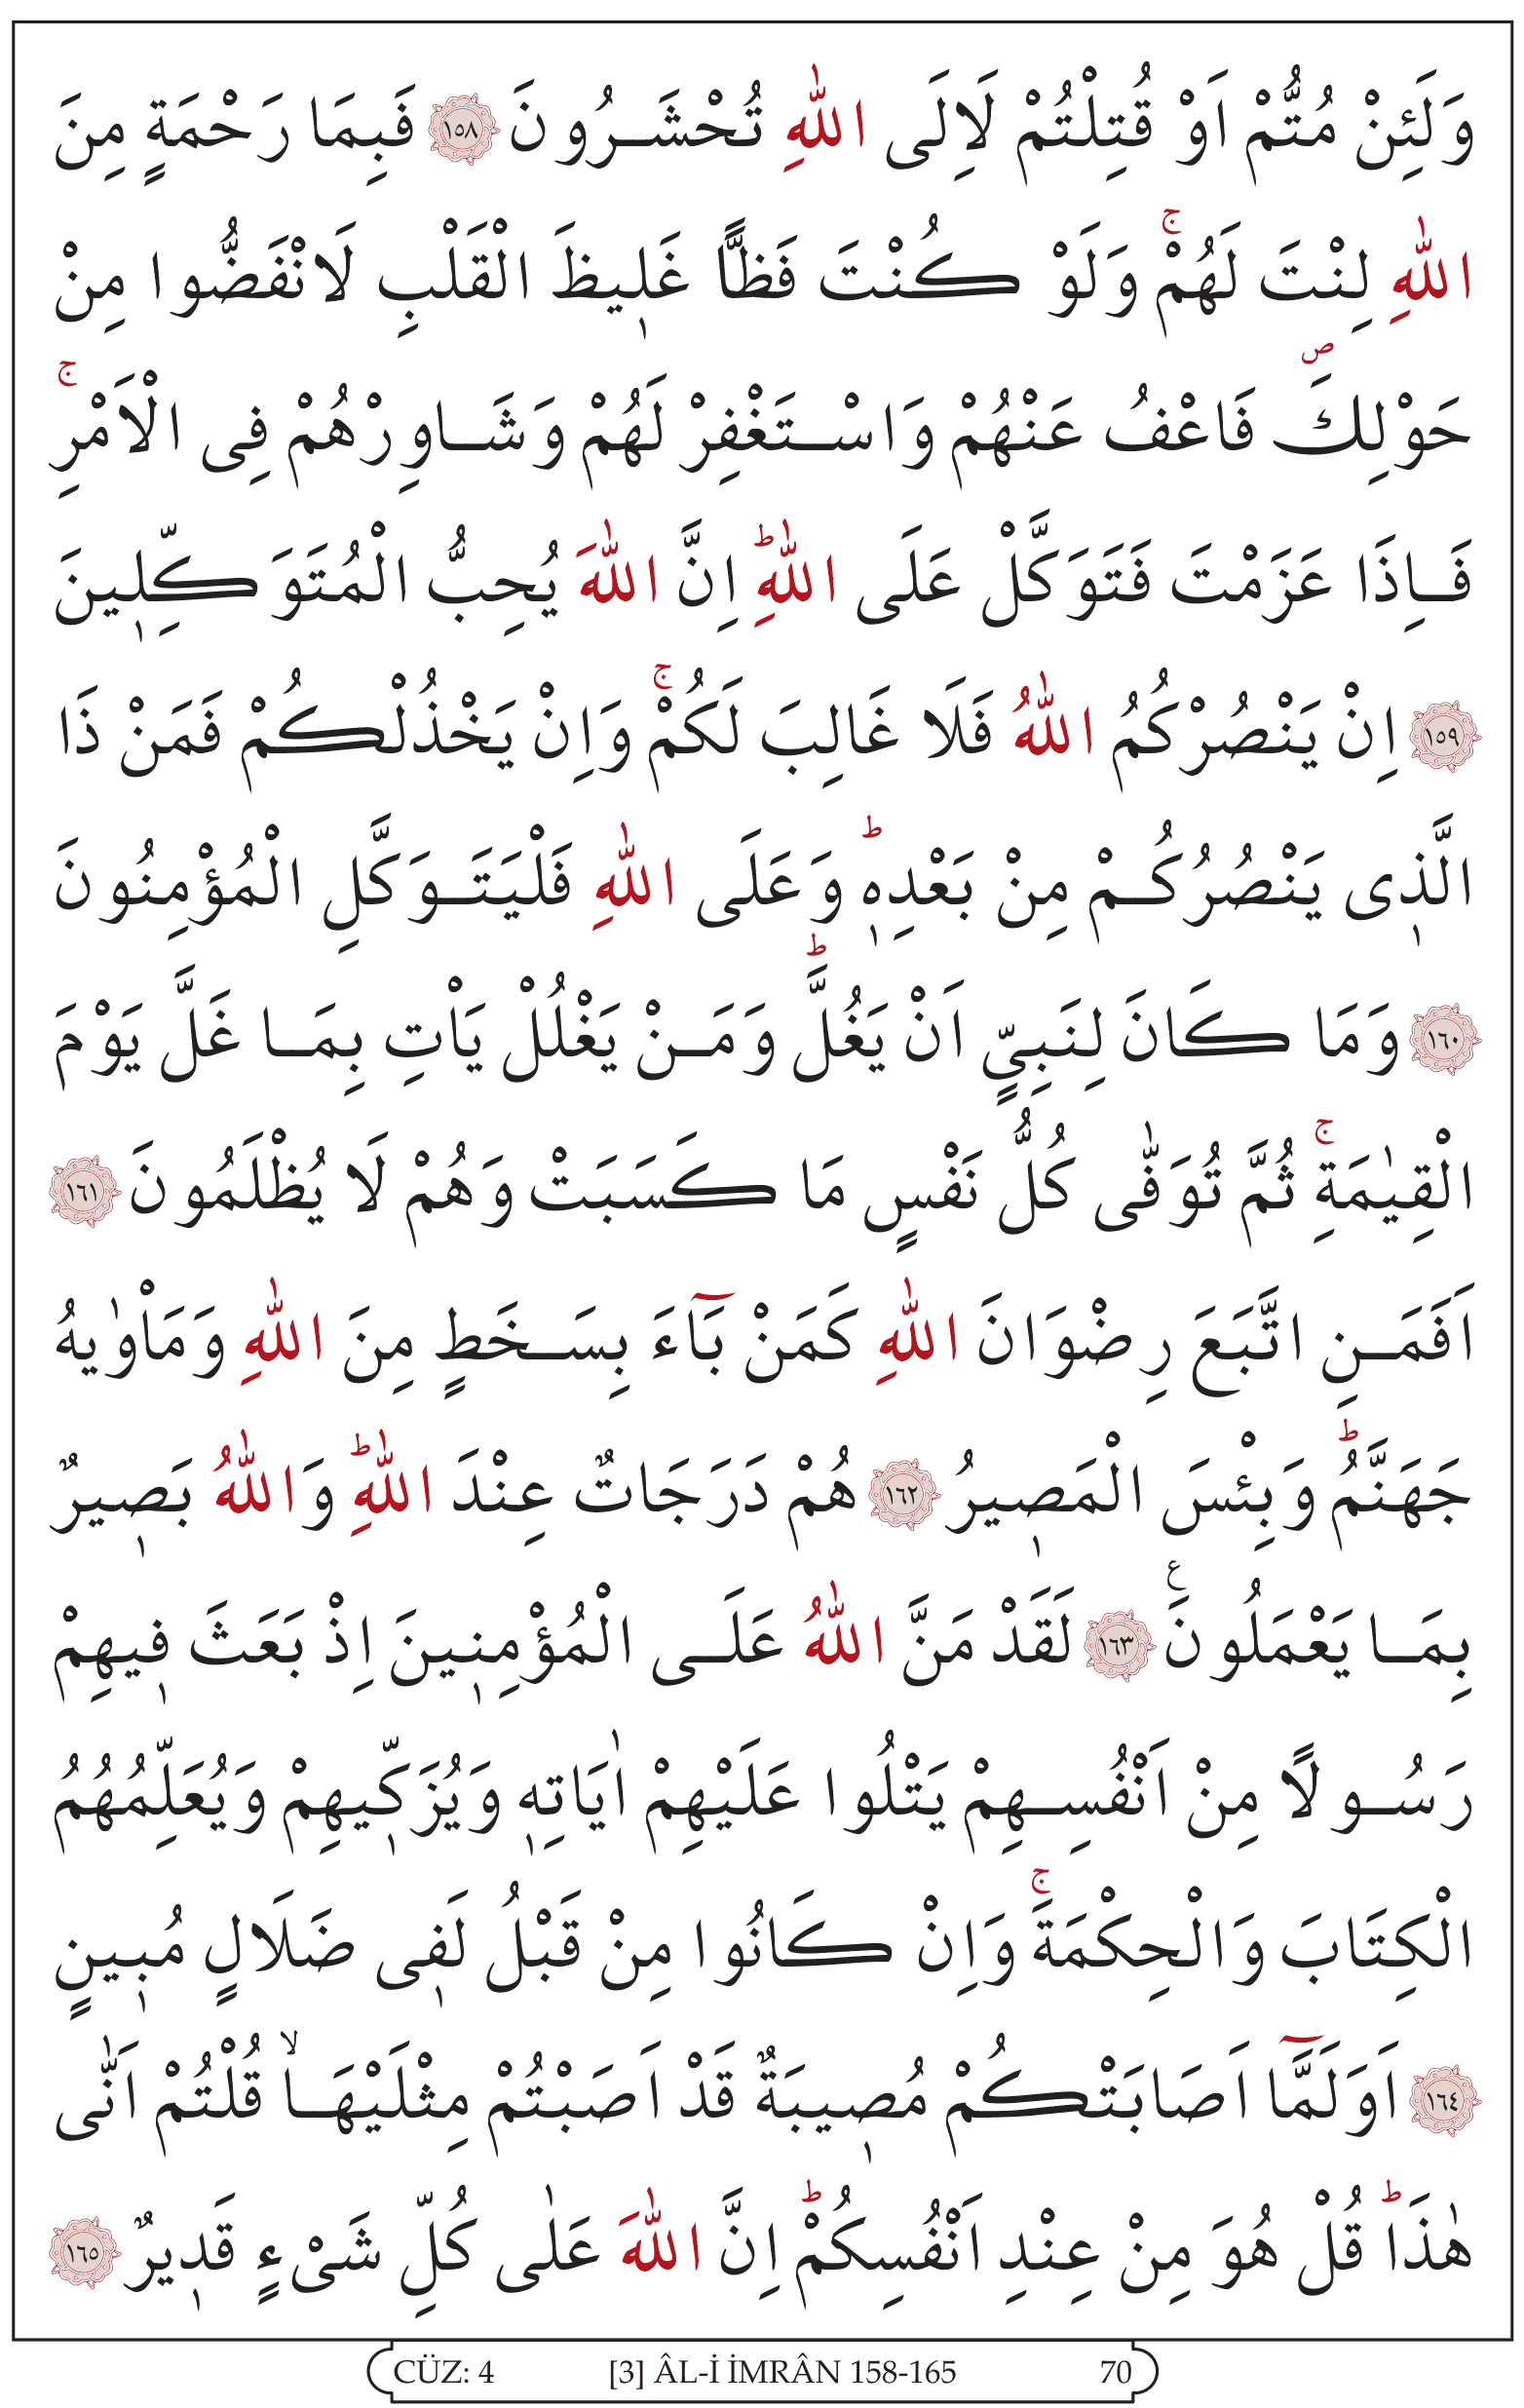 وَلَئِنْ مُتُّمْ اَوْ قُتِلْتُمْ لَاِلَى اللّٰهِ تُحْشَرُونَ ﴿١٥٨﴾ فَبِمَا رَحْمَةٍ مِنَ
اللّٰهِ لِنْتَ لَهُمْۚ وَلَوْ كُنْتَ فَظًّا غَل۪يظَ الْقَلْبِ لَانْفَضُّوا مِنْ
حَوْلِكَۖ فَاعْفُ عَنْهُمْ وَاسْتَغْفِرْ لَهُمْ وَشَاوِرْهُمْ فِى الْاَمْرِۚ
فَاِذَا عَزَمْتَ فَتَوَكَّلْ عَلَى اللّٰهِۜ اِنَّ اللّٰهَ يُحِبُّ الْمُتَوَكِّل۪ينَ
﴿١٥٩﴾ اِنْ يَنْصُرْكُمُ اللّٰهُ فَلَا غَالِبَ لَكُمْۚ وَاِنْ يَخْذُلْكُمْ فَمَنْ ذَا
الَّذ۪ى يَنْصُرُكُمْ مِنْ بَعْدِه۪ۜ وَعَلَى اللّٰهِ فَلْيَتَوَكَّلِ الْمُؤْمِنُونَ
﴿١٦٠﴾ وَمَا كَانَ لِنَبِيٍّ اَنْ يَغُلَّۜ وَمَنْ يَغْلُلْ يَأْتِ بِمَا غَلَّ يَوْمَ
الْقِيٰمَةِۚ ثُمَّ تُوَفّٰى كُلُّ نَفْسٍ مَا كَسَبَتْ وَهُمْ لَا يُظْلَمُونَ ﴿١٦١﴾
اَفَمَنِ اتَّبَعَ رِضْوَانَ اللّٰهِ كَمَنْ بَٓاءَ بِسَخَطٍ مِنَ اللّٰهِ وَمَأْوٰيهُ
جَهَنَّمُۜ وَبِئْسَ الْمَص۪يرُ ﴿١٦٢﴾ هُمْ دَرَجَاتٌ عِنْدَ اللّٰهِۜ وَاللّٰهُ بَص۪يرٌ
بِمَا يَعْمَلُونَ ۧ ﴿١٦٣﴾ لَقَدْ مَنَّ اللّٰهُ عَلَى الْمُؤْمِن۪ينَ اِذْ بَعَثَ ف۪يهِمْ
رَسُولًا مِنْ اَنْفُسِهِمْ يَتْلُوا عَلَيْهِمْ اٰيَاتِه۪ وَيُزَكّ۪يهِمْ وَيُعَلِّمُهُمُ
الْكِتَابَ وَالْحِكْمَةَۚ وَاِنْ كَانُوا مِنْ قَبْلُ لَف۪ى ضَلَالٍ مُب۪ينٍ
﴿١٦٤﴾ اَوَلَمَّٓا اَصَابَتْكُمْ مُص۪يبَةٌ قَدْ اَصَبْتُمْ مِثْلَيْهَاۙ قُلْتُمْ اَنّٰى
هٰذَاۜ قُلْ هُوَ مِنْ عِنْدِ اَنْفُسِكُمْۜ اِنَّ اللّٰهَ عَلٰى كُلِّ شَىْءٍ قَد۪يرٌ ﴿١٦٥﴾
CÜZ: 4 [3] ÂL-İ İMRÂN 158-165 70